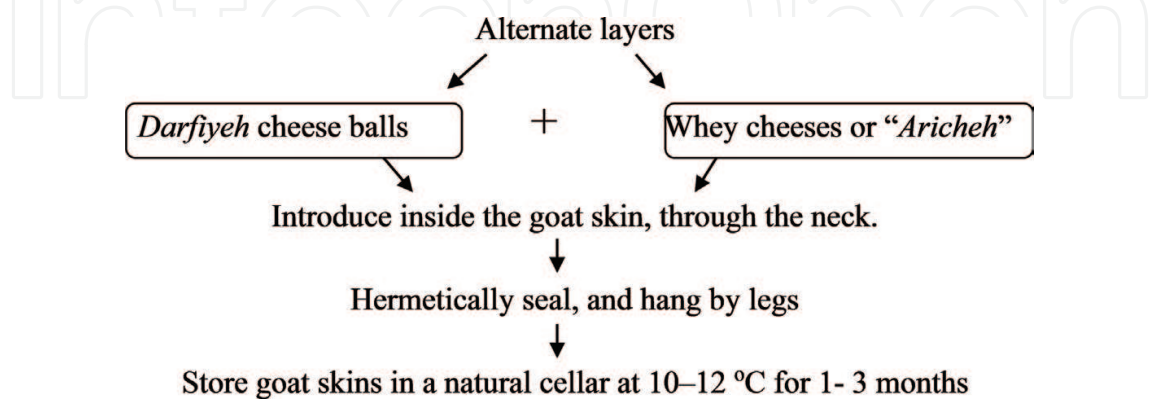 Alternate layers
Darfiyeh cheese balls + Whey cheeses or “Aricheh”
Introduce inside the goat skin, through the neck.
Hermetically seal, and hang by legs
Store goat skins in a natural cellar at 10–12 ºC for 1- 3 months